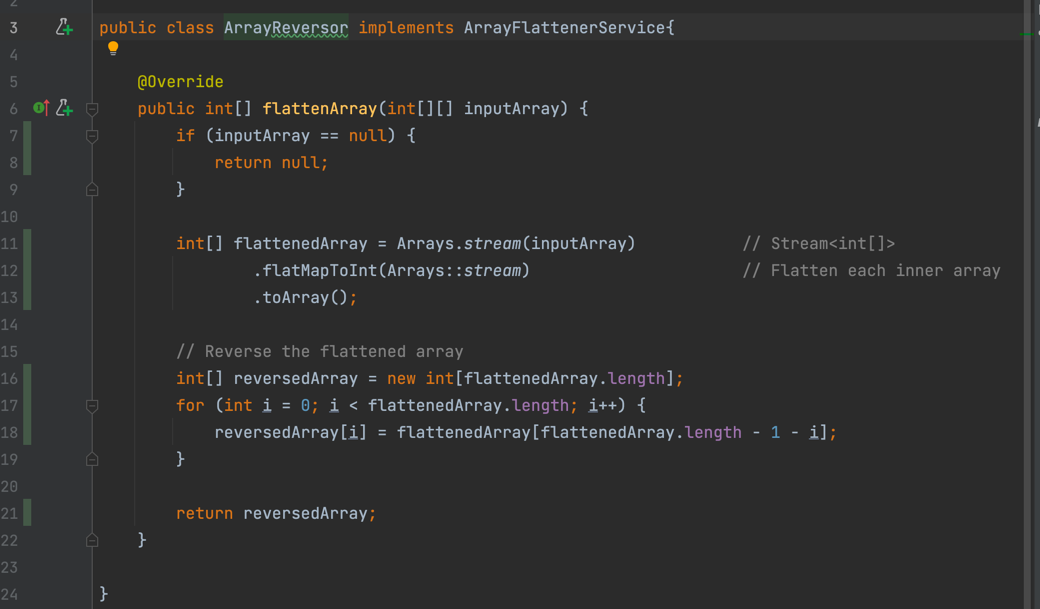 2
3 public class ArrayReversor implements ArrayFlattenerService{
4
5 @Override
6 public int[] flattenArray(int[][] inputArray) {
7 if (inputArray == null) {
8 return null;
9 }
10
11 int[] flattenedArray = Arrays.stream(inputArray) // Stream<int[]>
12 .flatMapToInt(Arrays::stream) // Flatten each inner array
13 .toArray();
14
15 // Reverse the flattened array
16 int[] reversedArray = new int[flattenedArray.length];
17 for (int i = 0; i < flattenedArray.length; i++) {
18 reversedArray[i] = flattenedArray[flattenedArray.length - 1 - i];
19 }
20
21 return reversedArray;
22 }
23
24 }